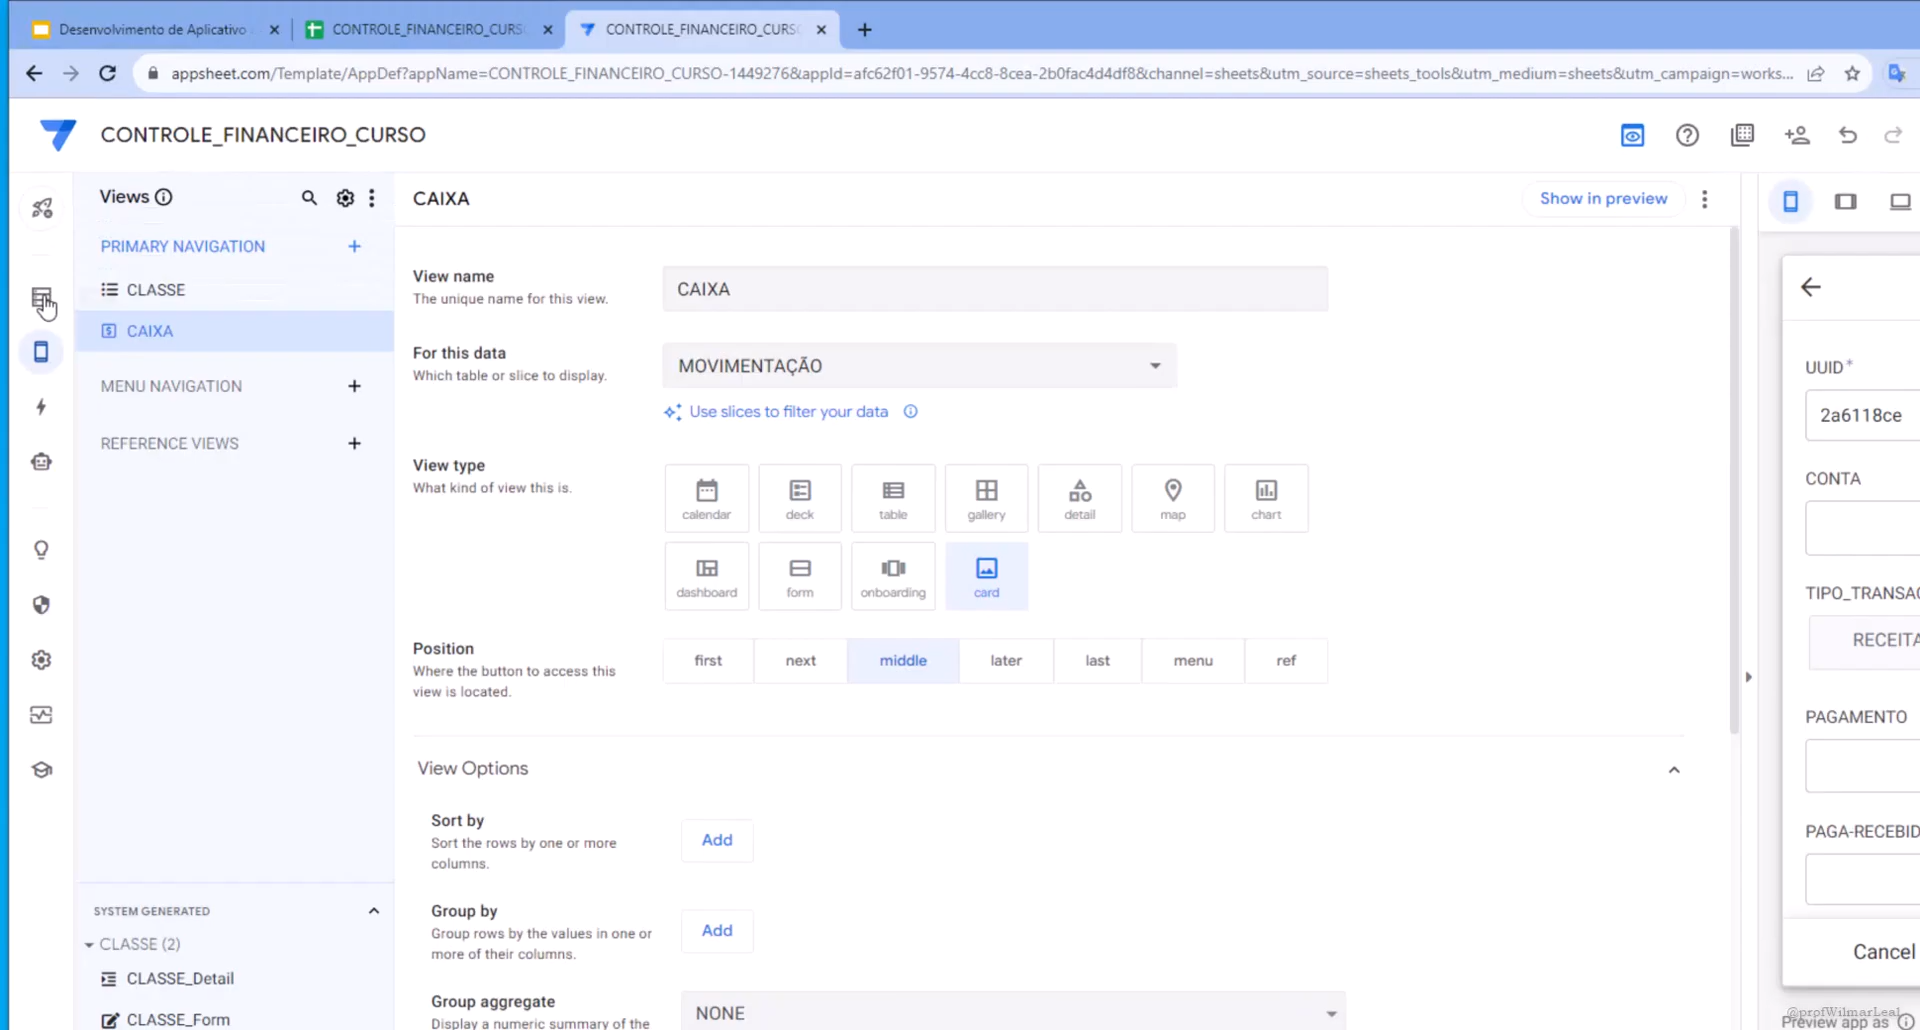 Desenvolvimento de Aplicativo
CONTROLE_FINANCEIRO_CURS
CONTROLE_FINANCEIRO_CURS
appsheet.com/Template/AppDef?appName=CONTROLE_FINANCEIRO_CURSO-1449276&appId=afc62f01-9574-4cc8-8cea-2b0fac4d4df8&channel=sheets&utm_source=sheets_tools&utm_medium=sheets&utm_campaign=works...
CONTROLE_FINANCEIRO_CURSO
Views
PRIMARY NAVIGATION
CLASSE
CAIXA
MENU NAVIGATION
REFERENCE VIEWS
SYSTEM GENERATED
CLASSE (2)
CLASSE_Detail
CLASSE_Form
CAIXA
Show in preview
View name
The unique name for this view.
CAIXA
For this data
Which table or slice to display.
MOVIMENTAÇÃO
Use slices to filter your data
View type
What kind of view this is.
calendar deck table gallery detail map chart
dashboard form onboarding card
Position
Where the button to access this
view is located.
first next middle later last menu ref
View Options
Sort by
Sort the rows by one or more
columns.
Add
Group by
Group rows by the values in one or
more of their columns.
Add
Group aggregate
Display a numeric summary of the
NONE
UUID*
2a6118ce
CONTA
TIPO_TRANSAÇ
RECEITA
PAGAMENTO
PAGA-RECEBID
Cancel
@profWilmarLeal
Preview app as